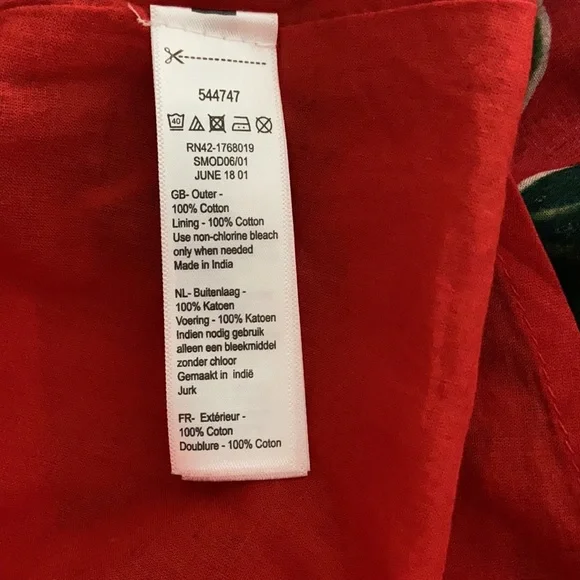 544747
40
RN42-1768019
SMOD06/01
JUNE 18 01
GB- Outer -
100% Cotton
Lining - 100% Cotton
Use non-chlorine bleach
only when needed
Made in India
NL- Buitenlaag -
100% Katoen
Voering - 100% Katoen
Indien nodig gebruik
alleen een bleekmiddel
zonder chloor
Gemaakt in indië
Jurk
FR- Extérieur -
100% Coton
Doublure - 100% Coton